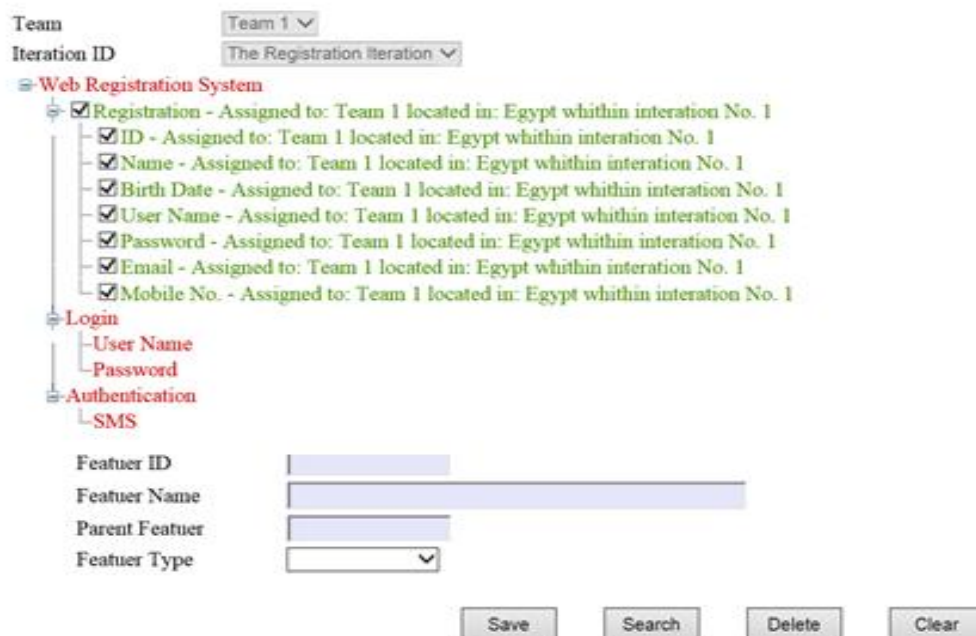 Team Team 1
Iteration ID The Registration Iteration
Web Registration System
Registration - Assigned to: Team 1 located in: Egypt whithin interation No. 1
ID - Assigned to: Team 1 located in: Egypt whithin interation No. 1
Name - Assigned to: Team 1 located in: Egypt whithin interation No. 1
Birth Date - Assigned to: Team 1 located in: Egypt whithin interation No. 1
User Name - Assigned to: Team 1 located in: Egypt whithin interation No. 1
Password - Assigned to: Team 1 located in: Egypt whithin interation No. 1
Email - Assigned to: Team 1 located in: Egypt whithin interation No. 1
Mobile No. - Assigned to: Team 1 located in: Egypt whithin interation No. 1
Login
User Name
Password
Authentication
SMS
Featuer ID
Featuer Name
Parent Featuer
Featuer Type
Save Search Delete Clear